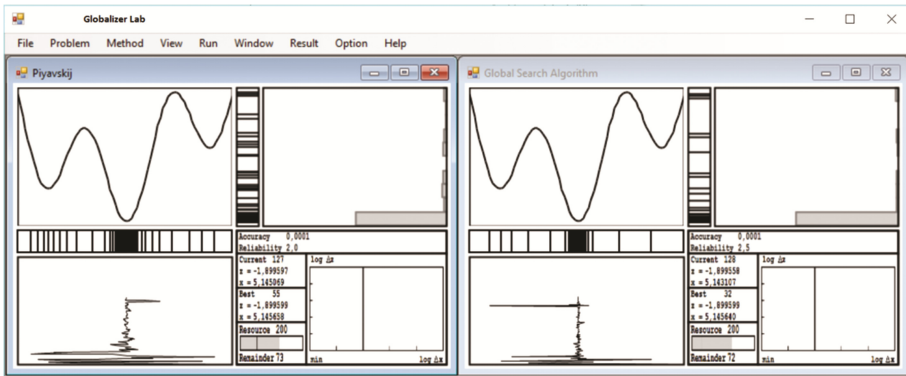 Globalizer Lab
File Problem Method View Run Window Result Option Help
Piyavskij
Accuracy 0,0001
Reliability 2,0
Current 127
z = -1,899597
x = 5,145069
Best 55
z = -1,899599
x = 5,145658
Resource 200
Remainder 73
log Δz
min log Δx
Global Search Algorithm
Accuracy 0,0001
Reliability 2,5
Current 128
z = -1,899558
x = 5,143107
Best 32
z = -1,899599
x = 5,145640
Resource 200
Remainder 72
log Δz
min log Δx